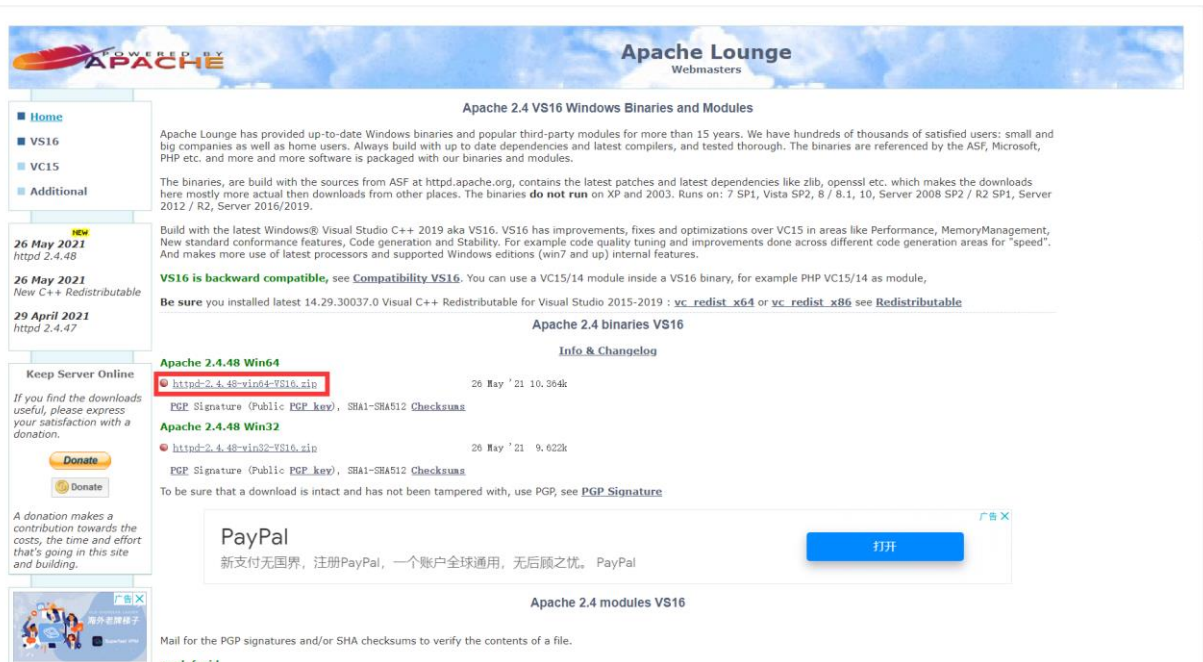 POWERED BY
APACHE
Apache Lounge
Webmasters
Home
VS16
VC15
Additional
NEW
26 May 2021
httpd 2.4.48
26 May 2021
New C++ Redistributable
29 April 2021
httpd 2.4.47
Keep Server Online
If you find the downloads
useful, please express
your satisfaction with a
donation.
Donate
Donate
A donation makes a
contribution towards the
costs, the time and effort
that's going in this site
and building.
广告
Apache 2.4 VS16 Windows Binaries and Modules
Apache Lounge has provided up-to-date Windows binaries and popular third-party modules for more than 15 years. We have hundreds of thousands of satisfied users: small and
big companies as well as home users. Always build with up to date dependencies and latest compilers, and tested thorough. The binaries are referenced by the ASF, Microsoft,
PHP etc. and more and more software is packaged with our binaries and modules.
The binaries, are build with the sources from ASF at httpd.apache.org, contains the latest patches and latest dependencies like zlib, openssl etc. which makes the downloads
here mostly more actual then downloads from other places. The binaries do not run on XP and 2003. Runs on: 7 SP1, Vista SP2, 8 / 8.1, 10, Server 2008 SP2 / R2 SP1, Server
2012 / R2, Server 2016/2019.
Build with the latest Windows® Visual Studio C++ 2019 aka VS16. VS16 has improvements, fixes and optimizations over VC15 in areas like Performance, MemoryManagement,
New standard conformance features, Code generation and Stability. For example code quality tuning and improvements done across different code generation areas for "speed".
And makes more use of latest processors and supported Windows editions (win7 and up) internal features.
VS16 is backward compatible, see Compatibility VS16. You can use a VC15/14 module inside a VS16 binary, for example PHP VC15/14 as module,
Be sure you installed latest 14.29.30037.0 Visual C++ Redistributable for Visual Studio 2015-2019 : vc_redist_x64 or vc_redist_x86 see Redistributable
Apache 2.4 binaries VS16
Info & Changelog
Apache 2.4.48 Win64
httpd-2.4.48-win64-VS16.zip 26 May '21 10.364k
PGP Signature (Public PGP key), SHA1-SHA512 Checksums
Apache 2.4.48 Win32
httpd-2.4.48-win32-VS16.zip 26 May '21 9.622k
PGP Signature (Public PGP key), SHA1-SHA512 Checksums
To be sure that a download is intact and has not been tampered with, use PGP, see PGP Signature
广告
PayPal
新支付无国界，注册PayPal，一个账户全球通用，无后顾之忧。 PayPal
打开
Apache 2.4 modules VS16
Mail for the PGP signatures and/or SHA checksums to verify the contents of a file.